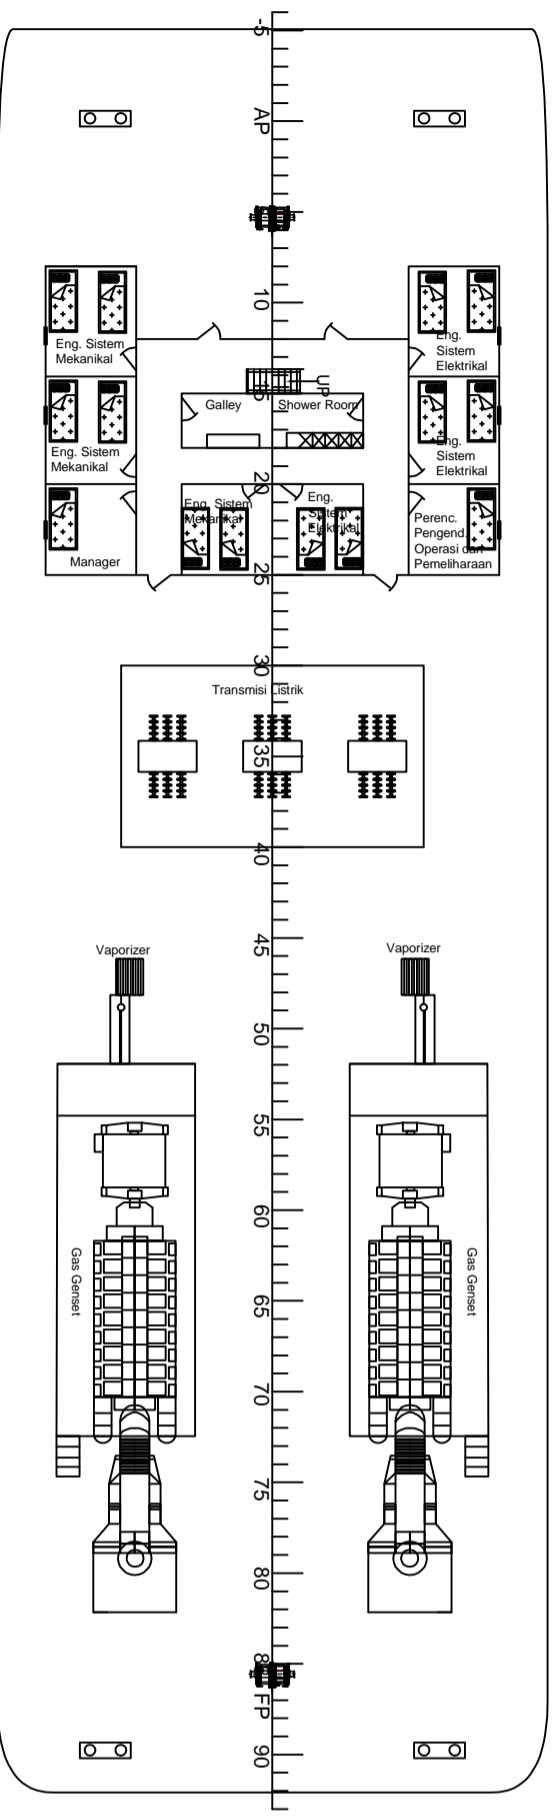 -5
AP
10
Eng. Sistem
Mekanikal
Eng.
Sistem
Elektrikal
UP
15
Galley
Shower Room
Eng. Sistem
Mekanikal
Eng.
Sistem
Elektrikal
20
Eng. Sistem
Mekanikal
Eng.
Sistem
Elektrikal
Manager
Perenc.
Pengend.
Operasi dan
Pemeliharaan
25
30
Transmisi Listrik
35
40
45
Vaporizer
Vaporizer
50
55
60
Gas Genset
Gas Genset
65
70
75
80
FP
90